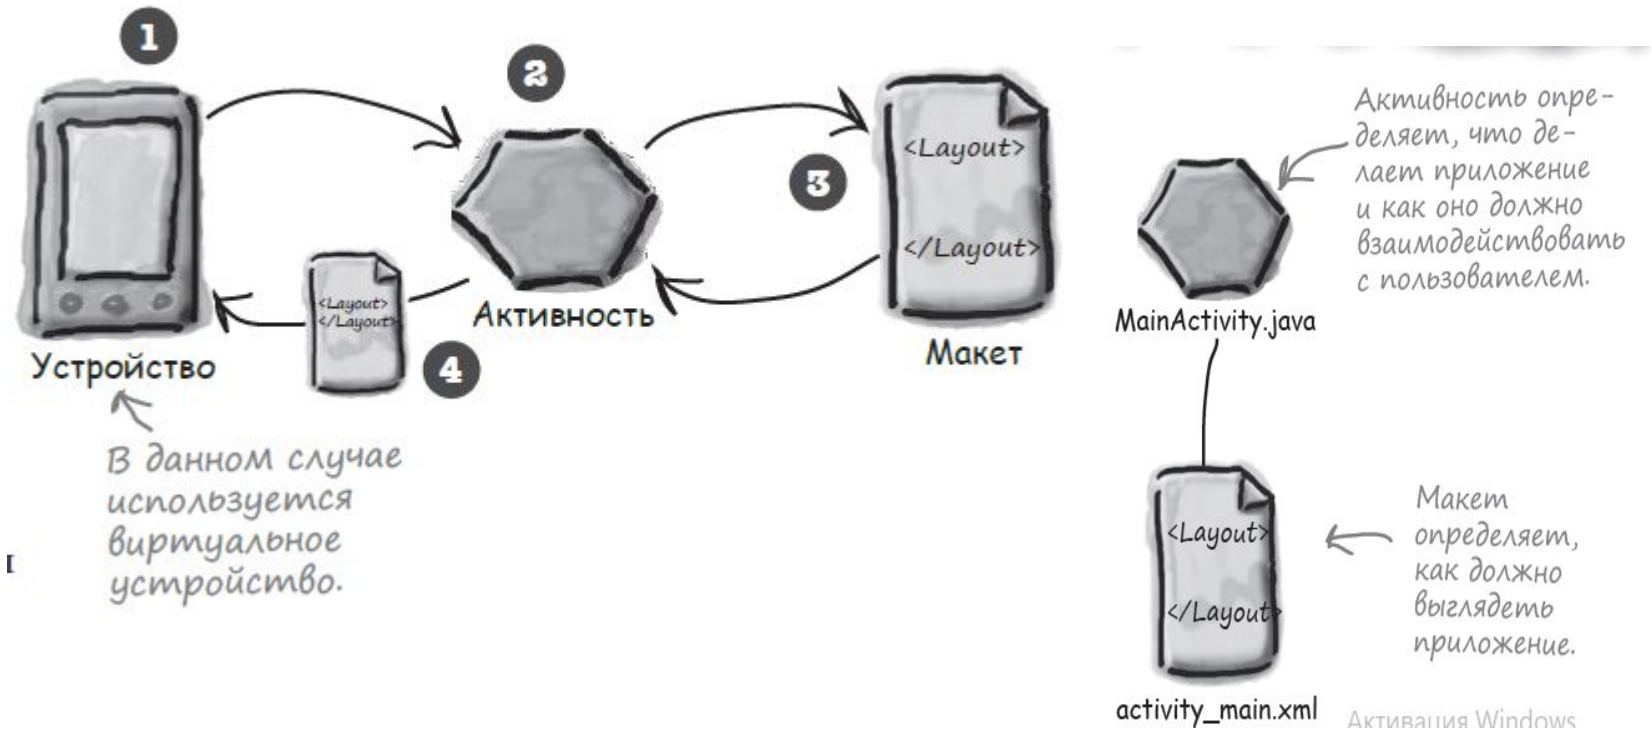 1
2
3
4
<Layout>
</Layout>
<Layout>
</Layout>
Устройство
Активность
Макет
В данном случае
используется
виртуальное
устройство.
Активность опре-
деляет, что де-
лает приложение
и как оно должно
взаимодействовать
с пользователем.
MainActivity.java
<Layout>
</Layout>
Макет
определяет,
как должно
выглядеть
приложение.
activity_main.xml
Активация Windows